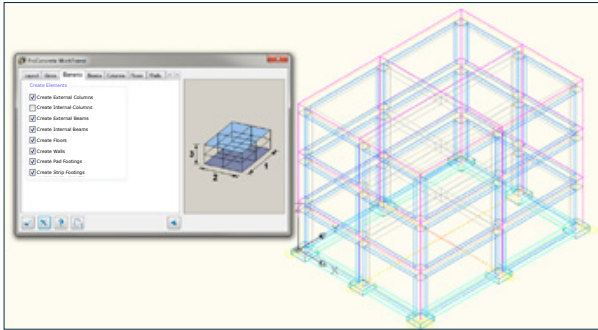 ProConcrete WorkFrame
Layout Views Elements Beams Columns Floors Walls
Create Elements
Create External Columns
Create Internal Columns
Create External Beams
Create Internal Beams
Create Floors
Create Walls
Create Pad Footings
Create Strip Footings
3
2
1
X